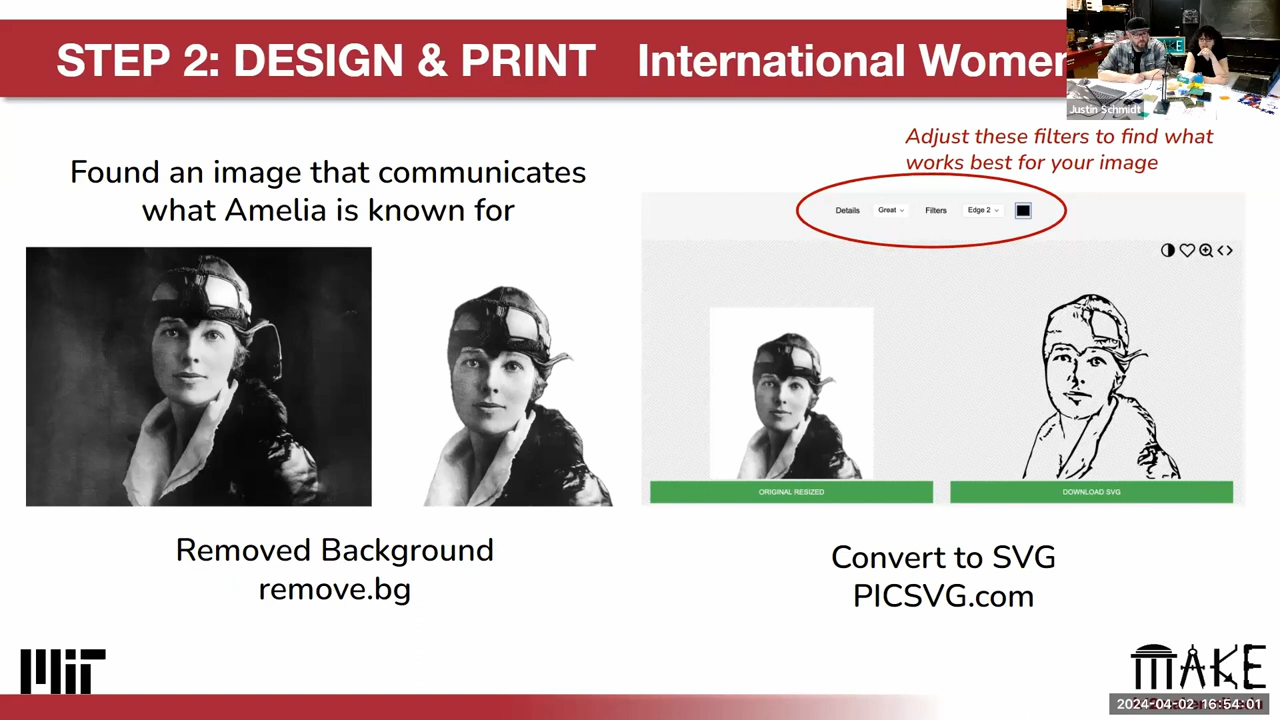 STEP 2: DESIGN & PRINT International Women
Justin Schmidt
Found an image that communicates
what Amelia is known for
Adjust these filters to find what
works best for your image
Details Great Filters Edge 2
ORIGINAL RESIZED
DOWNLOAD SVG
Removed Background
remove.bg
Convert to SVG
PICSVG.com
MIT
MAKE
2024-04-02 16:54:01